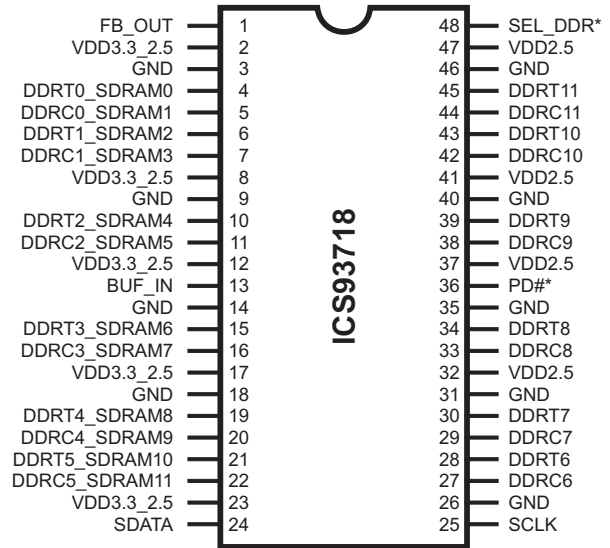 FB_OUT 1 48 SEL_DDR*
VDD3.3_2.5 2 47 VDD2.5
GND 3 46 GND
DDRT0_SDRAM0 4 45 DDRT11
DDRC0_SDRAM1 5 44 DDRC11
DDRT1_SDRAM2 6 43 DDRT10
DDRC1_SDRAM3 7 42 DDRC10
VDD3.3_2.5 8 41 VDD2.5
GND 9 40 GND
DDRT2_SDRAM4 10 39 DDRT9
DDRC2_SDRAM5 11 38 DDRC9
VDD3.3_2.5 12 37 VDD2.5
BUF_IN 13 36 PD#*
GND 14 35 GND
DDRT3_SDRAM6 15 34 DDRT8
DDRC3_SDRAM7 16 33 DDRC8
VDD3.3_2.5 17 32 VDD2.5
GND 18 31 GND
DDRT4_SDRAM8 19 30 DDRT7
DDRC4_SDRAM9 20 29 DDRC7
DDRT5_SDRAM10 21 28 DDRT6
DDRC5_SDRAM11 22 27 DDRC6
VDD3.3_2.5 23 26 GND
SDATA 24 25 SCLK
ICS93718